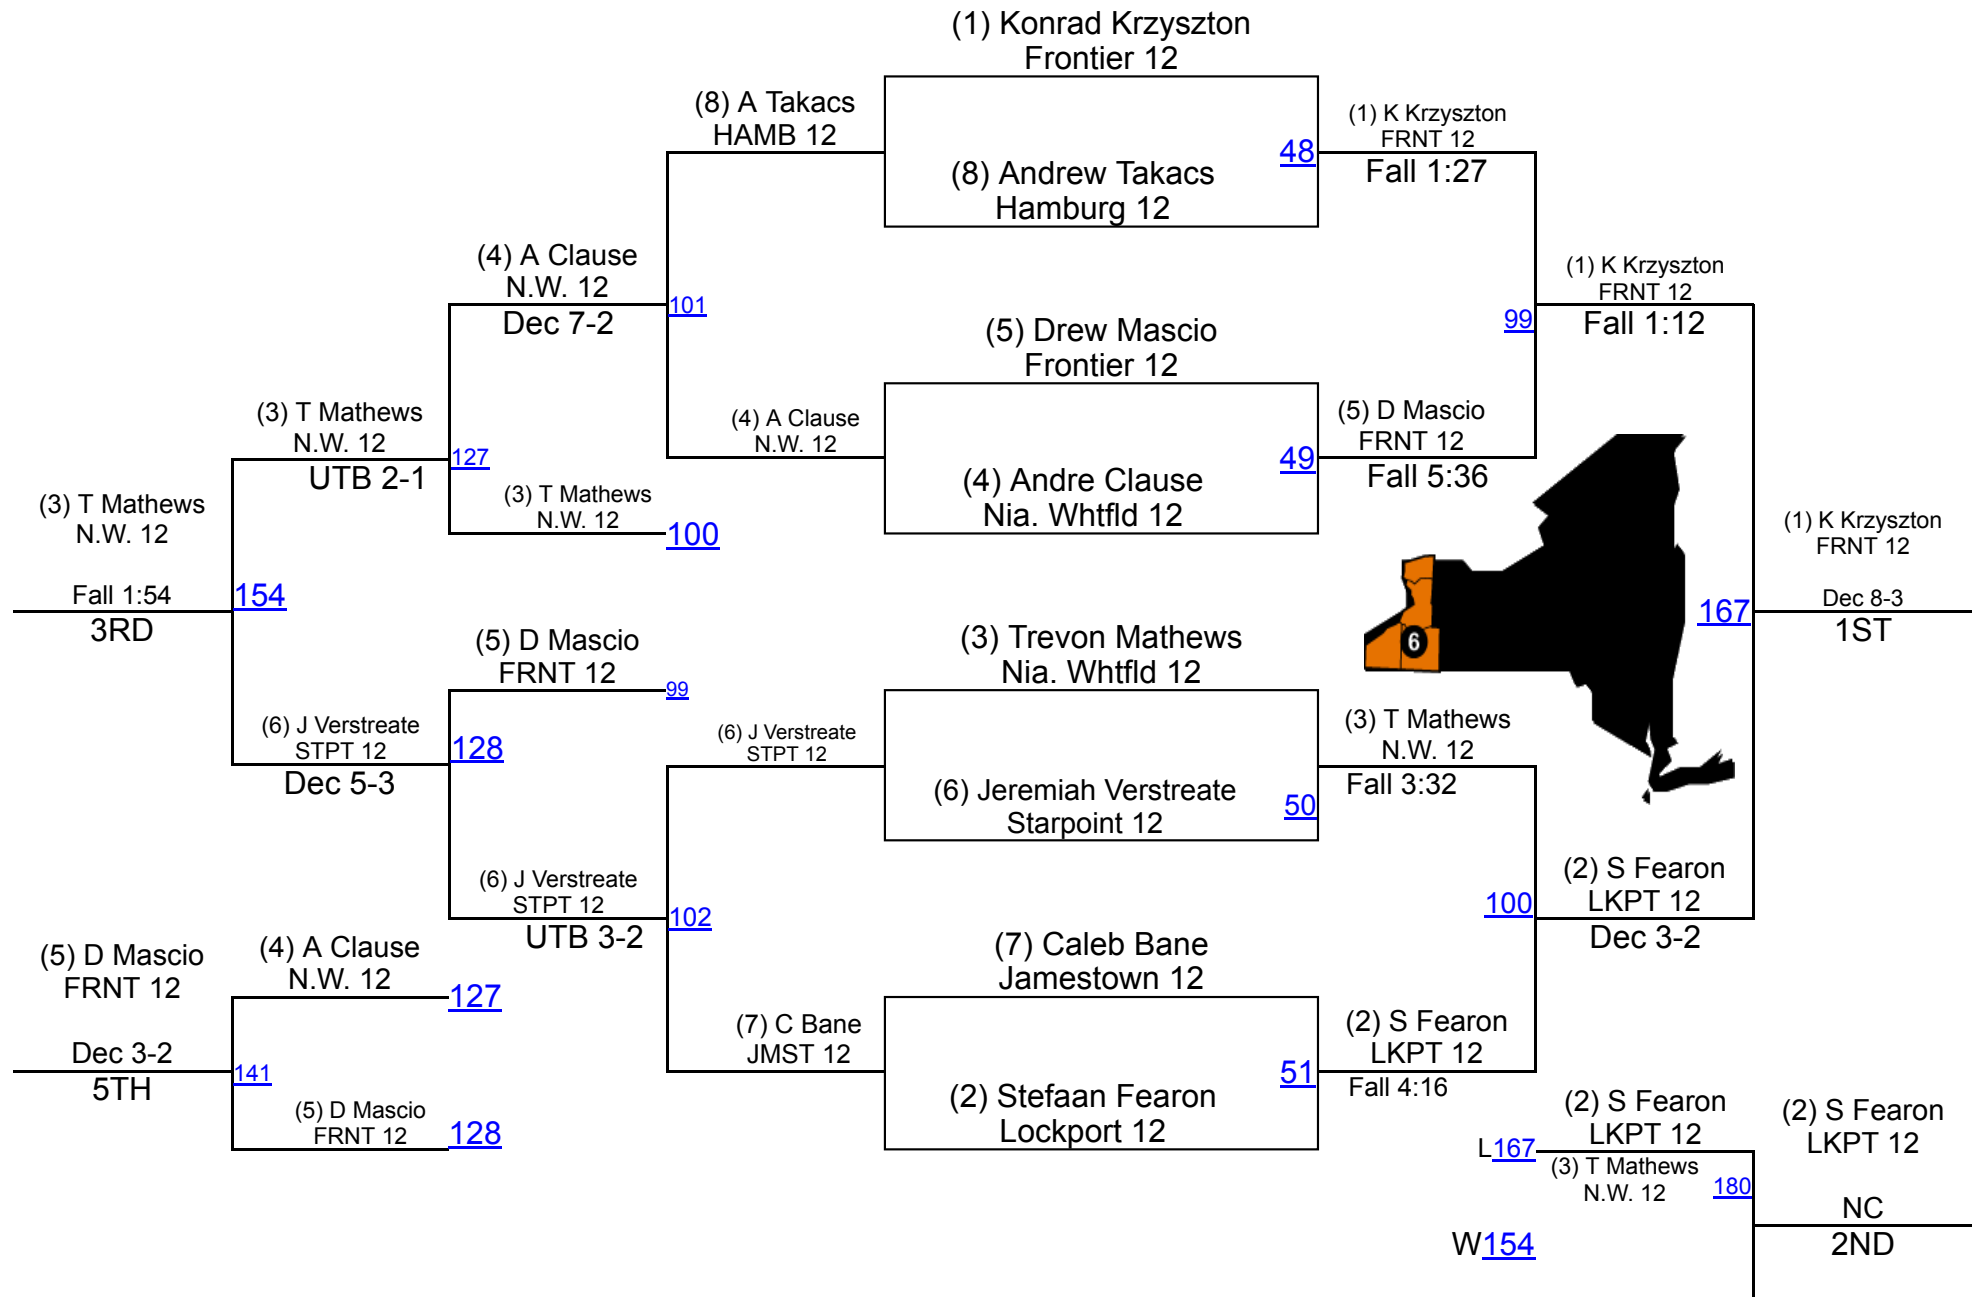 (1) Konrad Krzyszton
Frontier 12
(8) A Takacs
HAMB 12
48
(1) K Krzyszton
FRNT 12
Fall 1:27
(8) Andrew Takacs
Hamburg 12
(4) A Clause
N.W. 12
Dec 7-2
101
(1) K Krzyszton
FRNT 12
Fall 1:12
99
(5) Drew Mascio
Frontier 12
(3) T Mathews
N.W. 12
UTB 2-1
127
(4) A Clause
N.W. 12
49
(5) D Mascio
FRNT 12
Fall 5:36
(4) Andre Clause
Nia. Whtfld 12
(3) T Mathews
N.W. 12
100
(3) T Mathews
N.W. 12
Fall 1:54
3RD
154
(1) K Krzyszton
FRNT 12
Dec 8-3
1ST
167
6
(5) D Mascio
FRNT 12
99
(3) Trevon Mathews
Nia. Whtfld 12
(6) J Verstreate
STPT 12
Dec 5-3
128
(6) J Verstreate
STPT 12
(3) T Mathews
N.W. 12
Fall 3:32
(6) Jeremiah Verstreate
Starpoint 12
50
(6) J Verstreate
STPT 12
UTB 3-2
102
100
(2) S Fearon
LKPT 12
Dec 3-2
(5) D Mascio
FRNT 12
(4) A Clause
N.W. 12
127
(7) Caleb Bane
Jamestown 12
Dec 3-2
5TH
141
(7) C Bane
JMST 12
51
(2) S Fearon
LKPT 12
Fall 4:16
(2) Stefaan Fearon
Lockport 12
(5) D Mascio
FRNT 12
128
L167
(2) S Fearon
LKPT 12
(3) T Mathews
N.W. 12
180
(2) S Fearon
LKPT 12
NC
2ND
W154